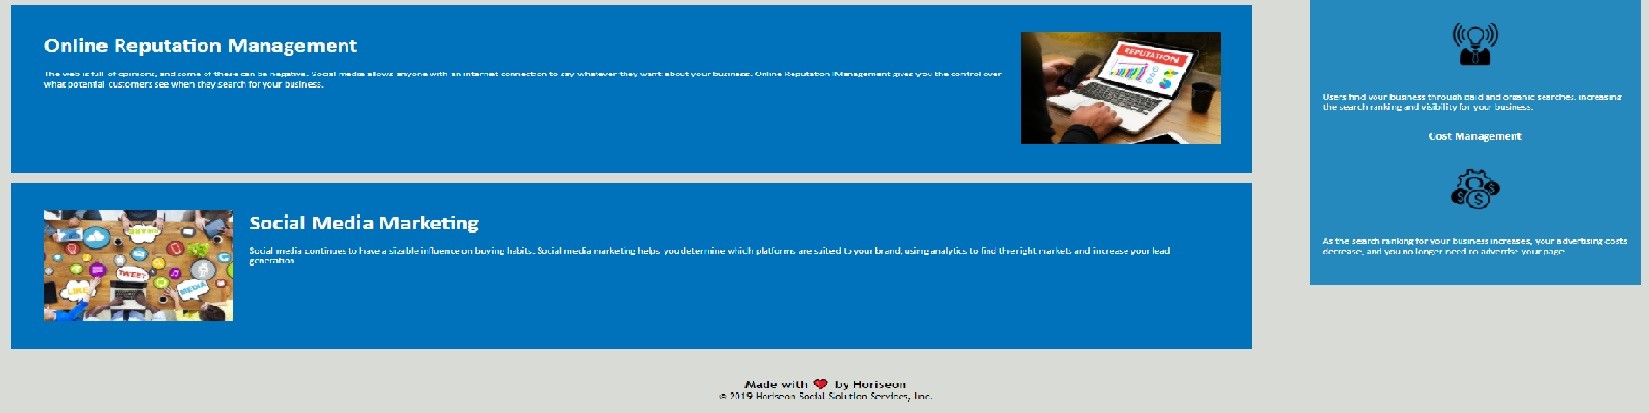 Online Reputation Management
The web is full of opinions, and some of these can be negative. Social media allows anyone with an internet connection to say whatever they want about your business. Online Reputation Management gives you the control over
what potential customers see when they search for your business.
REPUTATION
Social Media Marketing
Social media continues to have a sizable influence on buying habits. Social media marketing helps you determine which platforms are suited to your brand, using analytics to find the right markets and increase your lead
generation.
TWEET
LIKE
MEDIA
Users find your business through paid and organic searches, increasing
the search ranking and visibility for your business.
Cost Management
As the search ranking for your business increases, your advertising costs
decrease, and you no longer need to advertise your page.
Made with ❤️ by Horiseon
© 2019 Horiseon Social Solution Services, Inc.